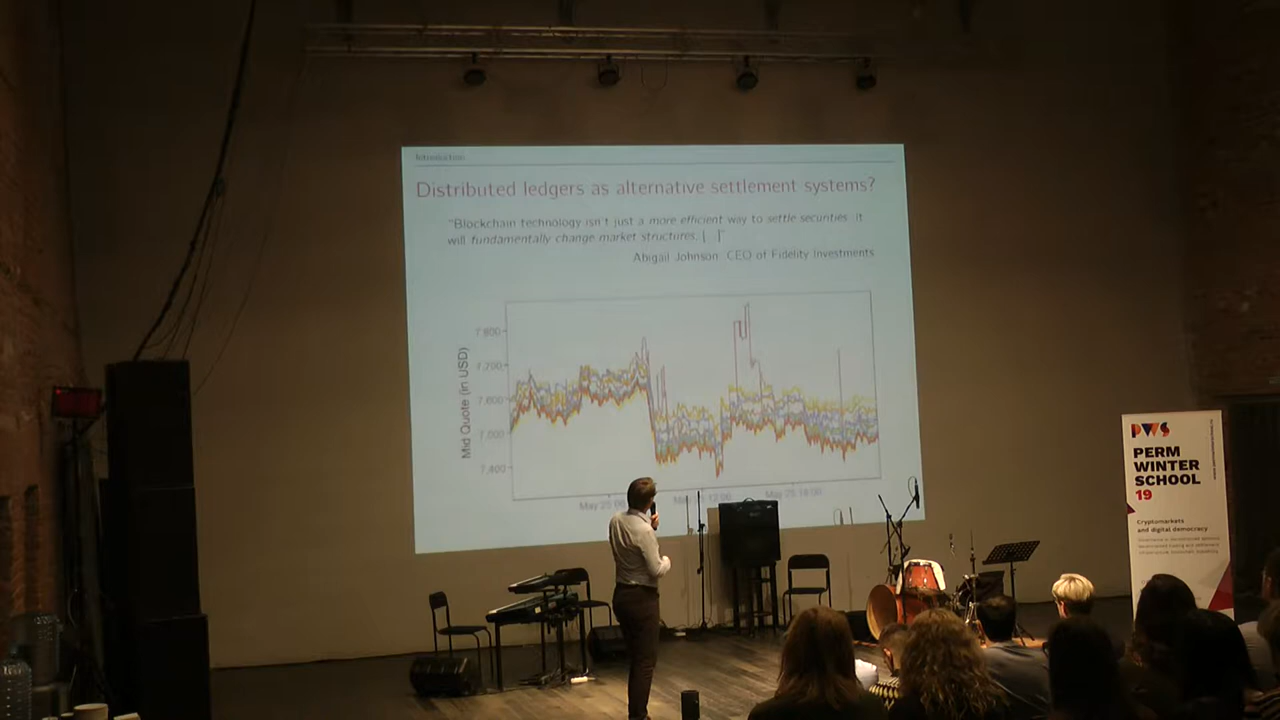 Introduction
Distributed ledgers as alternative settlement systems?
"Blockchain technology isn't just a more efficient way to settle securities. It
will fundamentally change market structures, [...]"
Abigail Johnson, CEO of Fidelity Investments
Mid Quote (in USD)
7,800
7,700
7,600
7,400
May 25
May 25 18:00
PWS
PERM
WINTER
SCHOOL
19
Cryptomarkets
and digital democracy